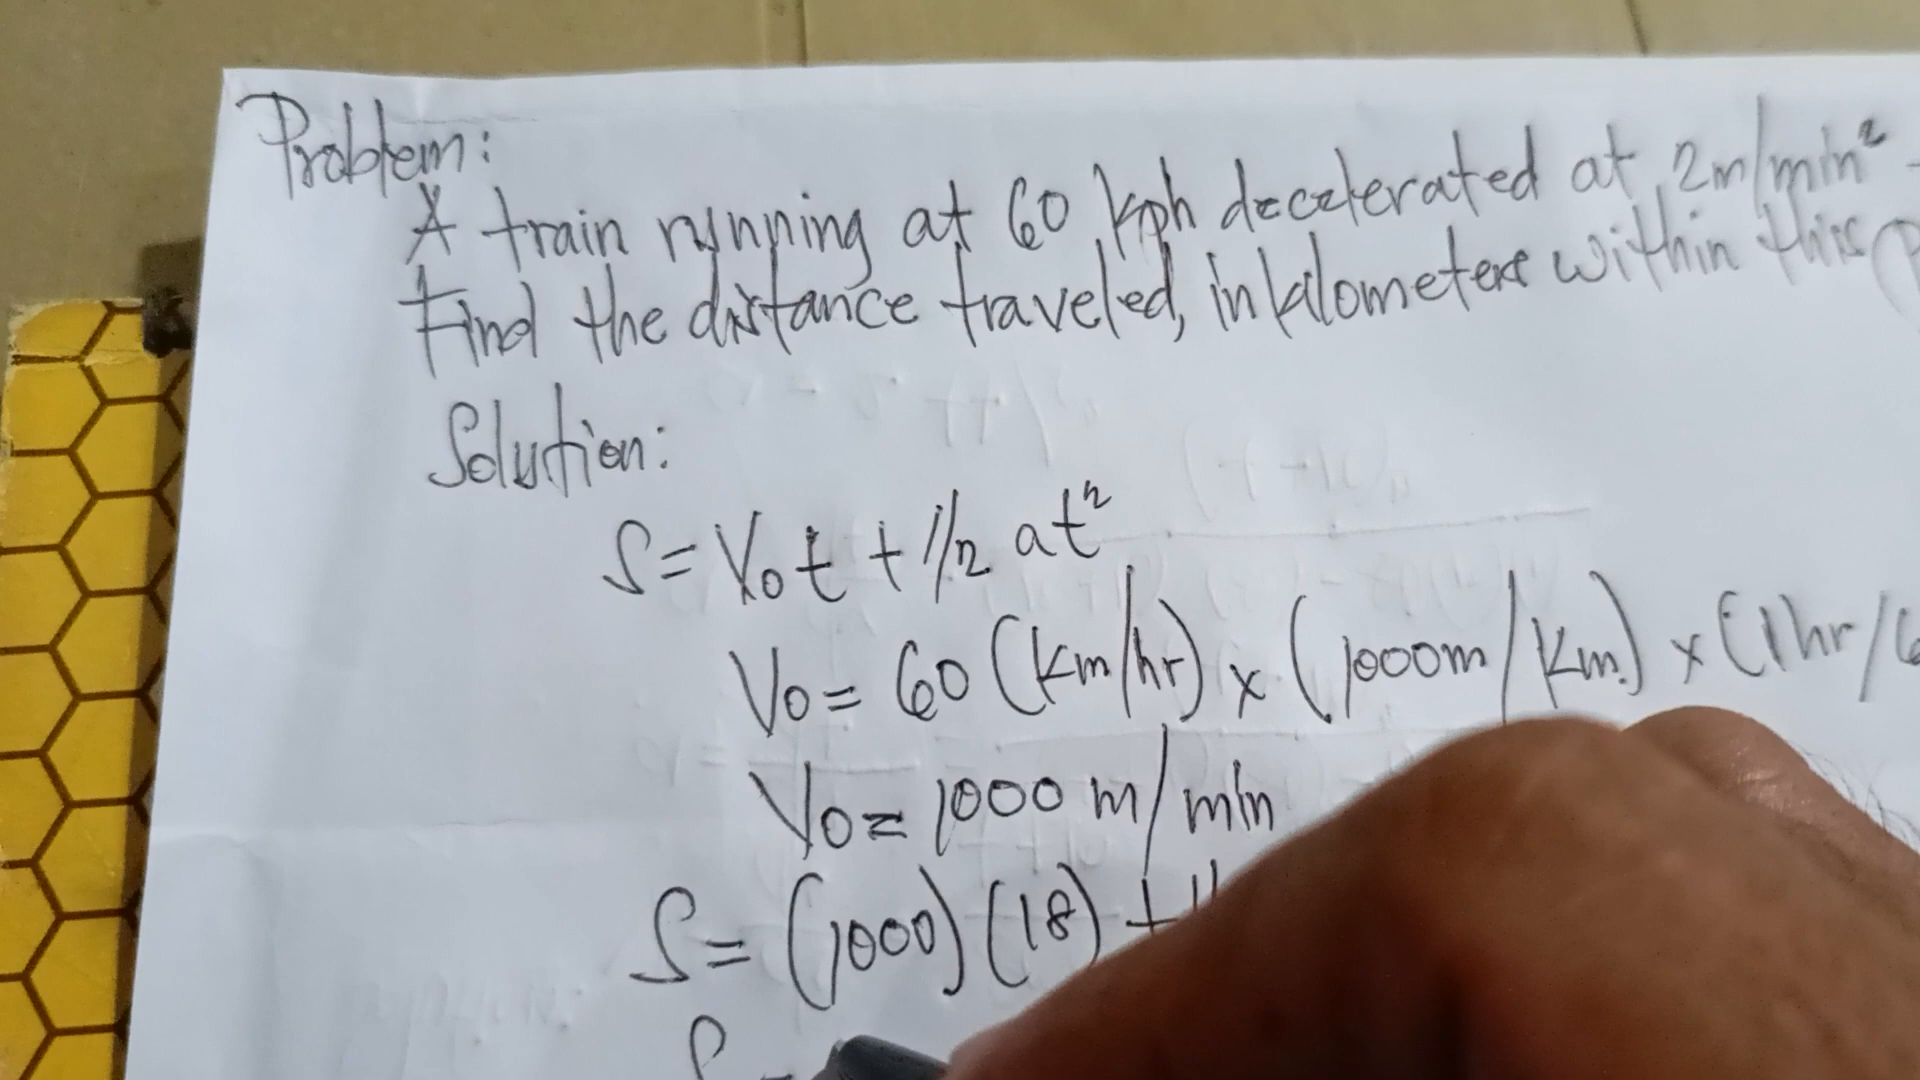 Problem:
A train running at 60 kph decelerated at 2m/min²
Find the distance traveled, in kilometers within this
Solution:
S = Vot + 1/2 at²
Vo = 60 (km/hr) x (1000m/km) x (1hr/6
Vo = 1000 m/min
S = (1000) (18) +
S =